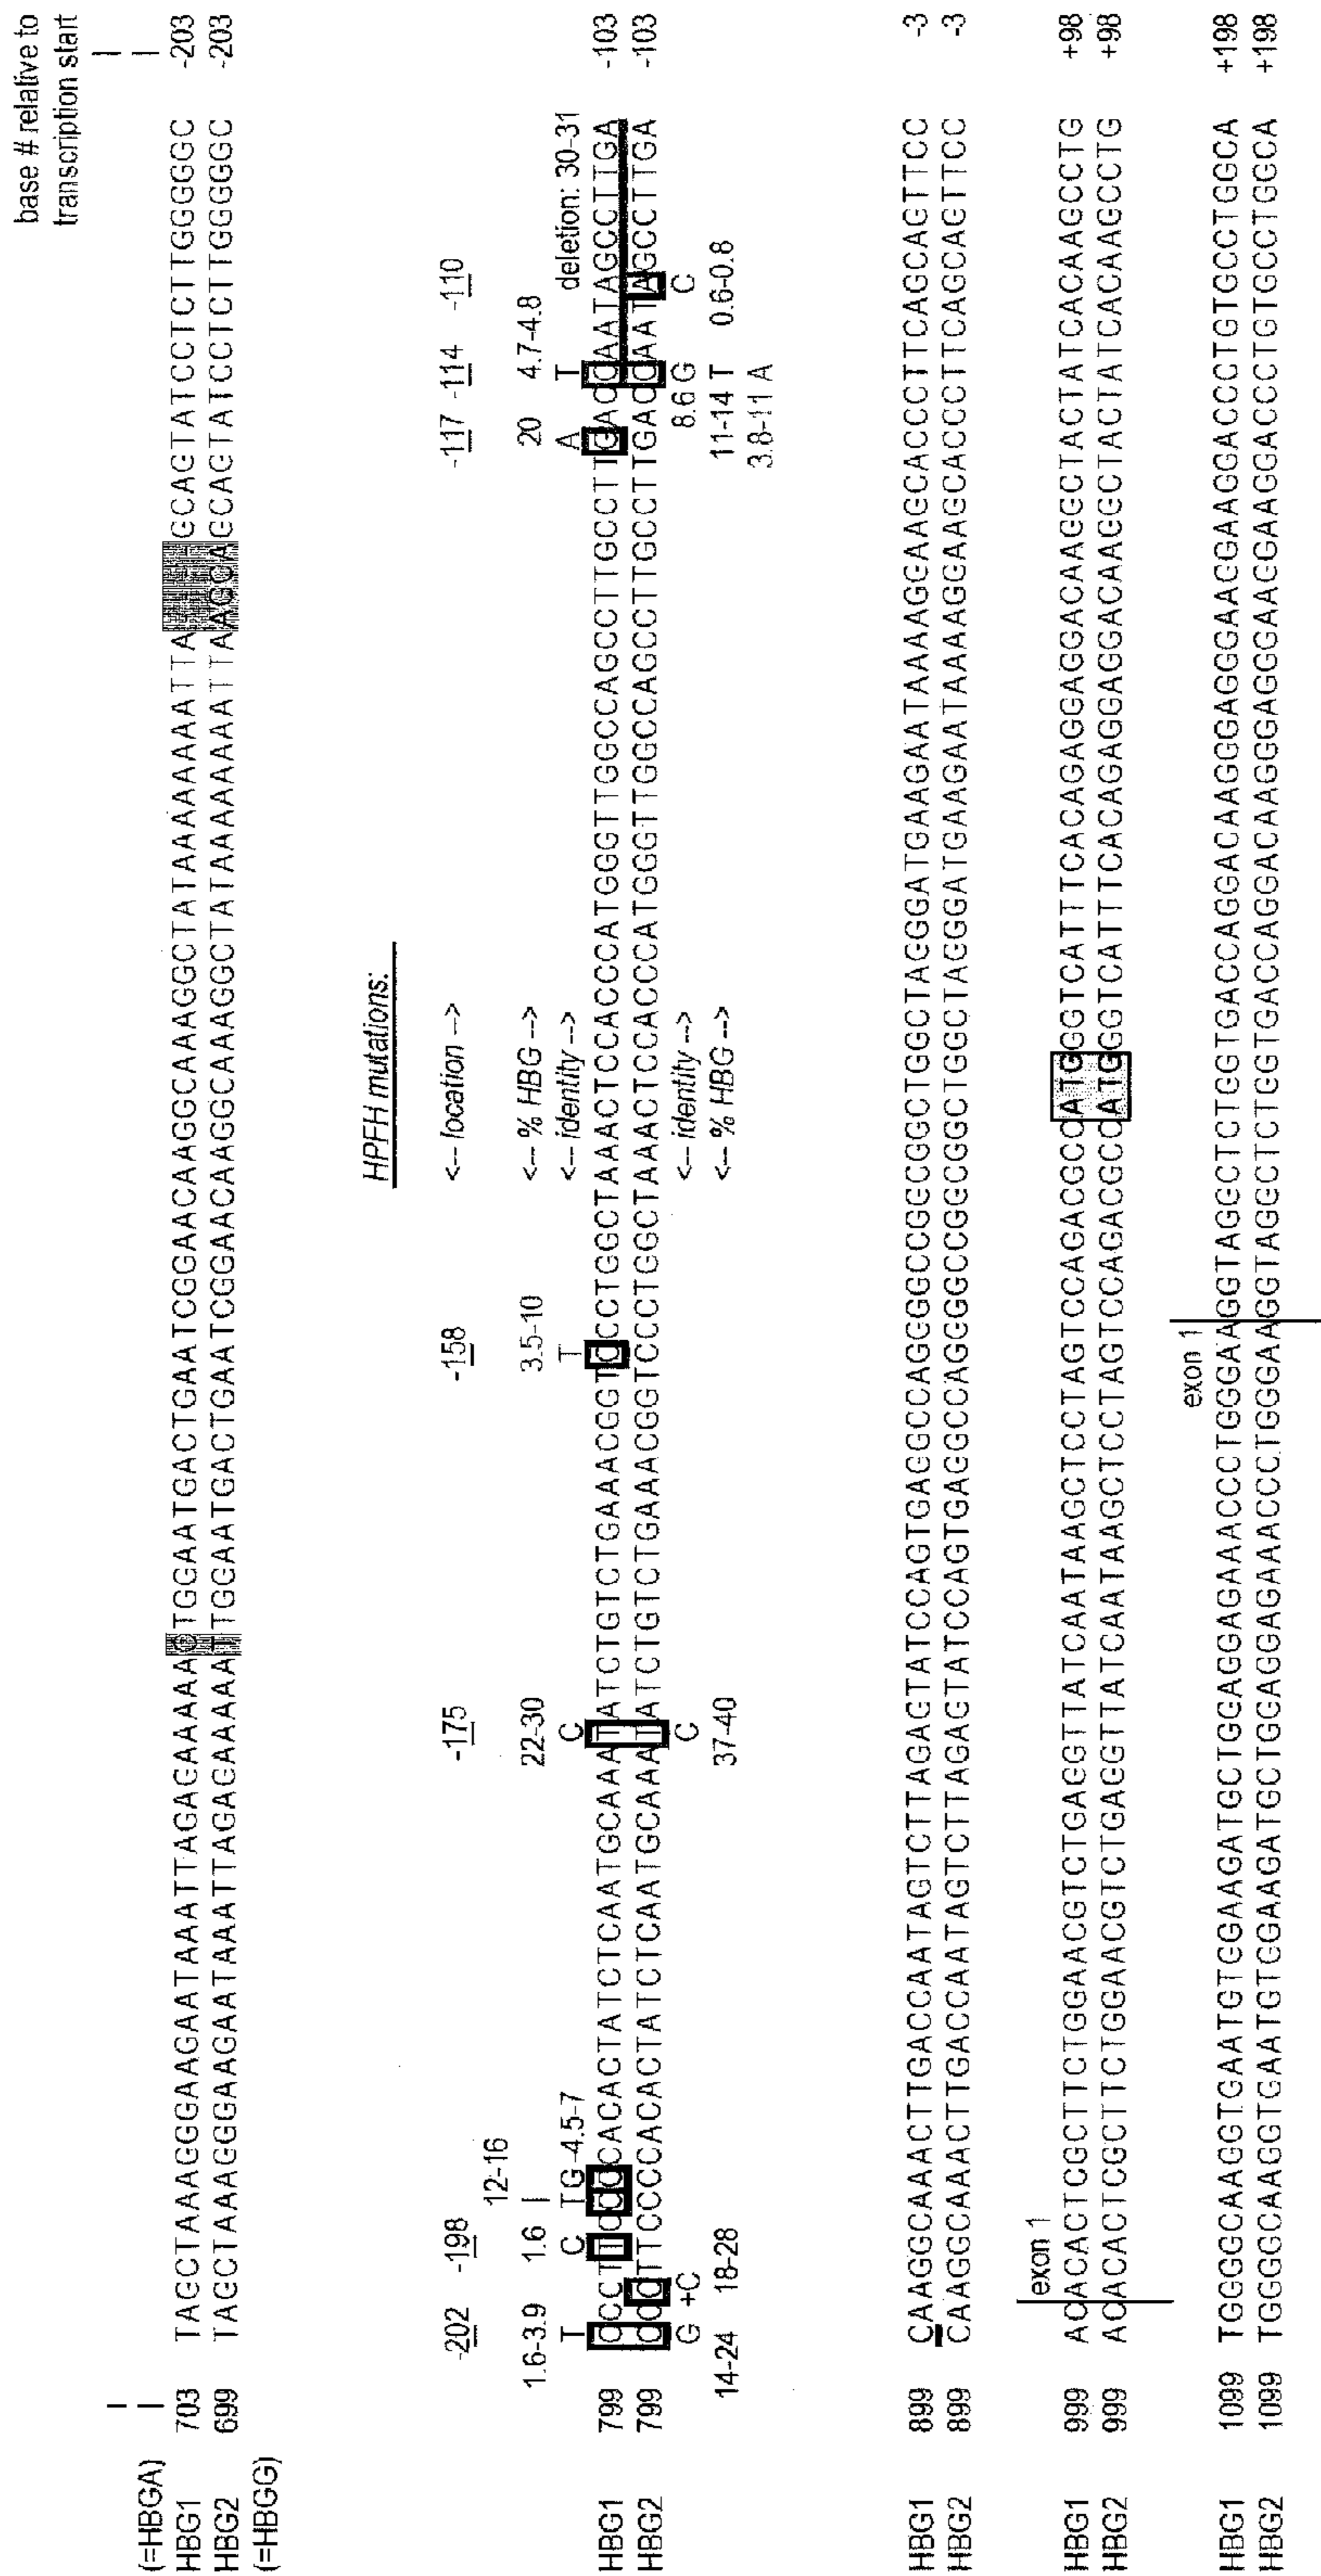 base # relative to
transcription start
(=HBGA)
HBG1 703 TAGCTAAAGGGAAGAATAAATTAGAGAAAAACTGGAATGACTGAATCGGAACAAGGCAAAGGCTATAAAAAAAATTA----GCAGTATCCTCTTGGGGGC -203
HBG2 699 TAGCTAAAGGGAAGAATAAATTAGAGAAAAATTGGAATGACTGAATCGGAACAAGGCAAAGGCTATAAAAAAAATTAAGCAGCAGTATCCTCTTGGGGGC -203
(=HBGG)
HPFH mutations:
-202 -198 -175 -158 <-- location --> -117 -114 -110
12-16
1.6-3.9 1.6 22-30 3.5-10 <-- % HBG --> 20 4.7-4.8
T C TG-4.5-7 C T <-- identity --> A T deletion: 30-31
HBG1 799 CCCTTCCCCACACTATCTCAATGCAAATATCTGTCTGAAACGGTCCCTGGCTAAACTCCACCCATGGGTTGGCCAGCCTTGCCTTGACCAATAGCCTTGA -103
HBG2 799 CCCTTCCCCACACTATCTCAATGCAAATATCTGTCTGAAACGGTCCCTGGCTAAACTCCACCCATGGGTTGGCCAGCCTTGCCTTGACCAATAGCCTTGA -103
G +C C <-- identity --> 8.6 G C
14-24 18-28 37-40 <-- % HBG --> 11-14 T 0.6-0.8
3.8-11 A
HBG1 899 CAAGGCAAACTTGACCAATAGTCTTAGAGTATCCAGTGAGGCCAGGGGCCGGCGGCTGGCTAGGGATGAAGAATAAAAGGAAGCACCCTTCAGCAGTTCC -3
HBG2 899 CAAGGCAAACTTGACCAATAGTCTTAGAGTATCCAGTGAGGCCAGGGGCCGGCGGCTGGCTAGGGATGAAGAATAAAAGGAAGCACCCTTCAGCAGTTCC -3
exon 1
HBG1 999 ACACACTCGCTTCTGGAACGTCTGAGGTTATCAATAAGCTCCTAGTCCAGACGCCATGGGTCATTTCACAGAGGAGGACAAGGCTACTATCACAAGCCTG +98
HBG2 999 ACACACTCGCTTCTGGAACGTCTGAGGTTATCAATAAGCTCCTAGTCCAGACGCCATGGGTCATTTCACAGAGGAGGACAAGGCTACTATCACAAGCCTG +98
exon 1
HBG1 1099 TGGGGCAAGGTGAATGTGGAAGATGCTGGAGGAGAAACCCTGGGAAGGTAGGCTCTGGTGACCAGGACAAGGGAGGGAAGGAAGGACCCTGTGCCTGGCA +198
HBG2 1099 TGGGGCAAGGTGAATGTGGAAGATGCTGGAGGAGAAACCCTGGGAAGGTAGGCTCTGGTGACCAGGACAAGGGAGGGAAGGAAGGACCCTGTGCCTGGCA +198